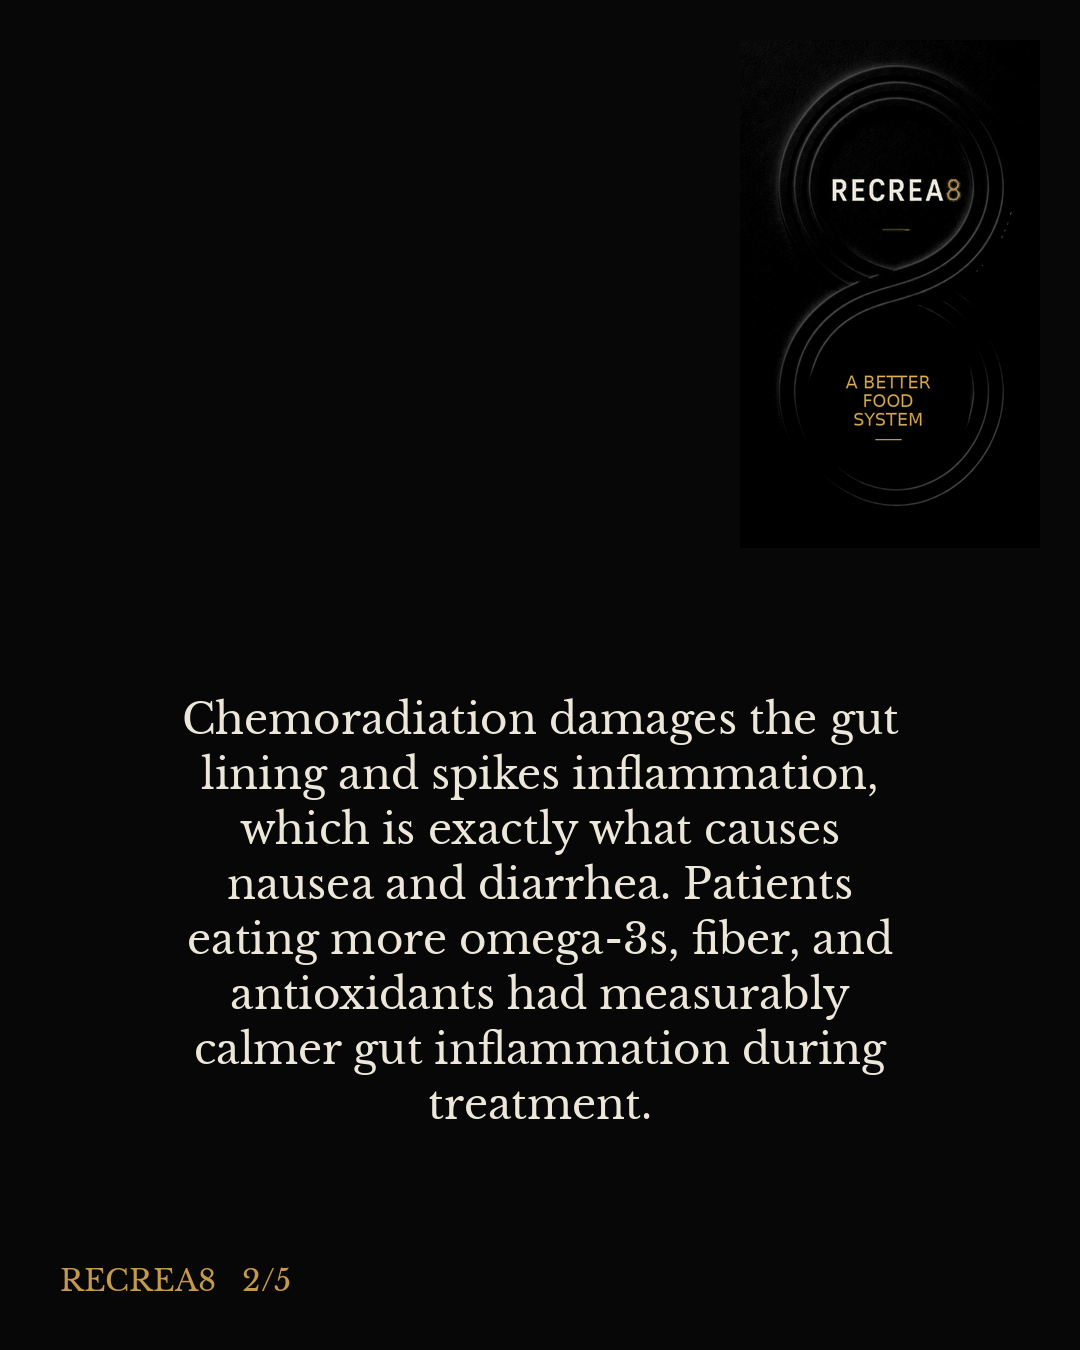 RECREA8
A BETTER
FOOD
SYSTEM
Chemoradiation damages the gut
lining and spikes inflammation,
which is exactly what causes
nausea and diarrhea. Patients
eating more omega-3s, fiber, and
antioxidants had measurably
calmer gut inflammation during
treatment.
RECREA8 2/5